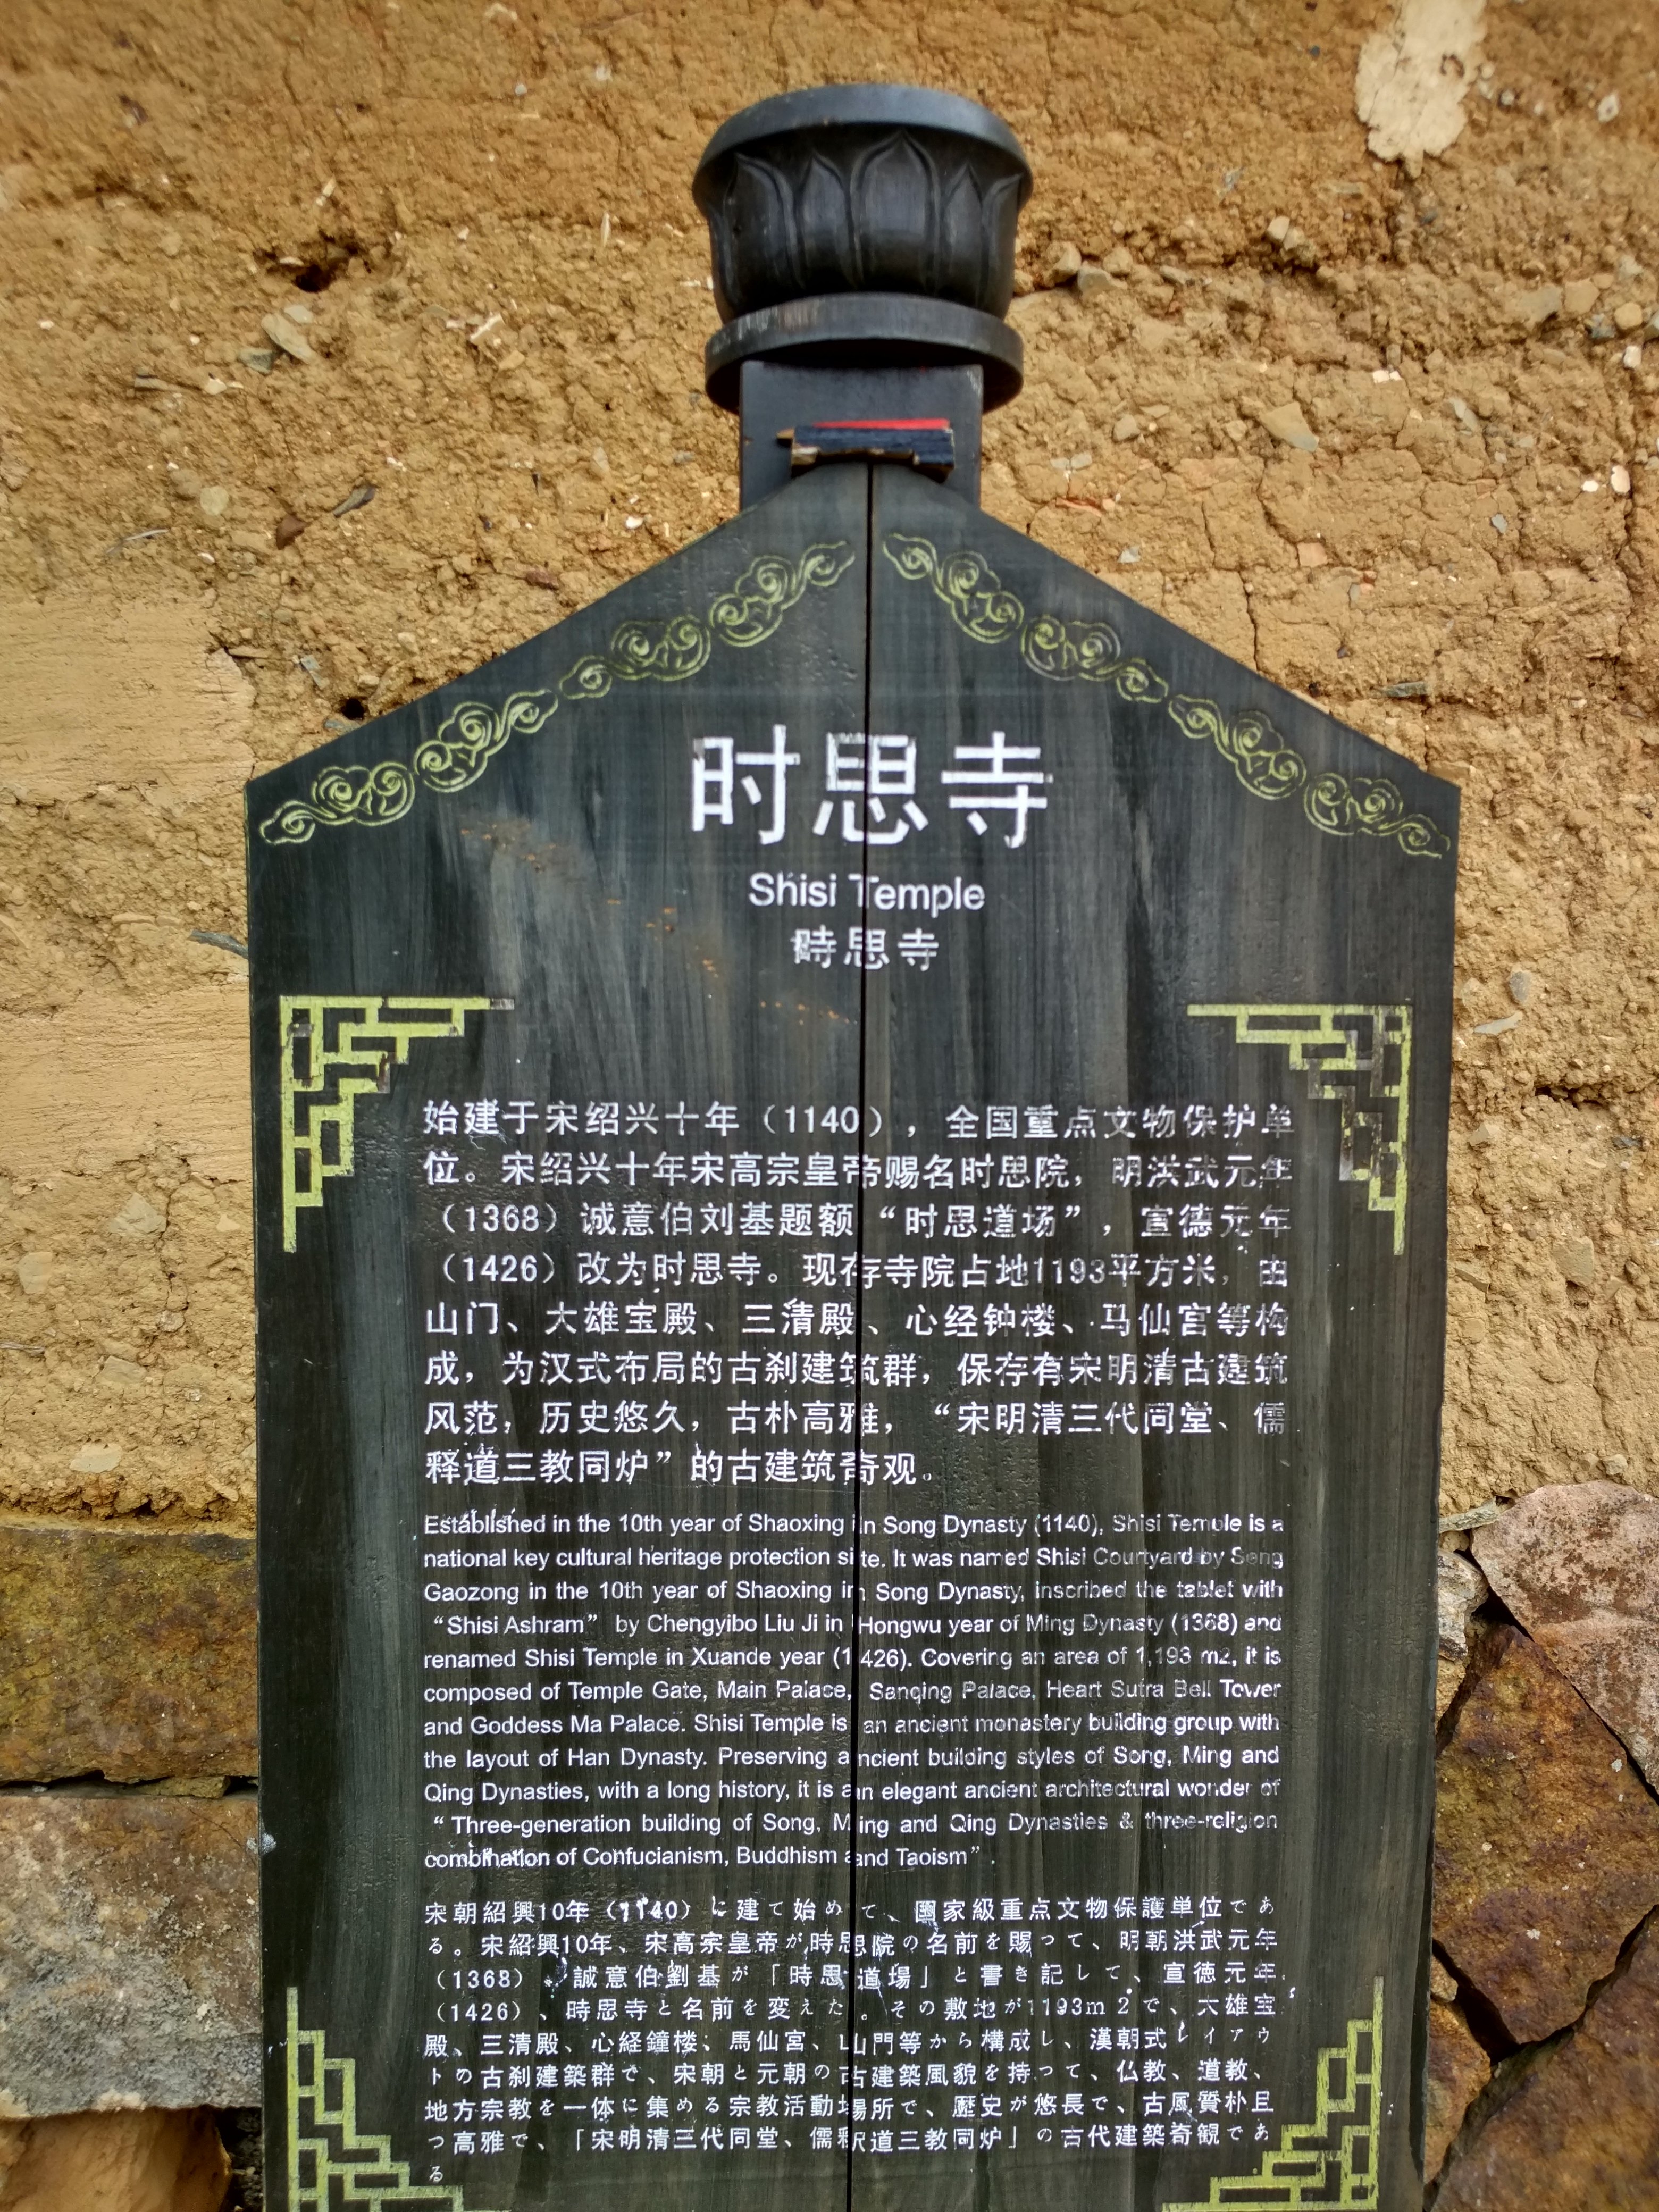 时思寺
Shisi Temple
時思寺
始建于宋绍兴十年（1140），全国重点文物保护单
位。宋绍兴十年宋高宗皇帝赐名时思院，明洪武元年
（1368）诚意伯刘基题额“时思道场”，宣德元年
（1426）改为时思寺。现存寺院占地1193平方米，由
山门、大雄宝殿、三清殿、心经钟楼、马仙宫等构
成，为汉式布局的古刹建筑群，保存有宋明清古建筑
风范，历史悠久，古朴高雅，“宋明清三代同堂、儒
释道三教同炉”的古建筑奇观。
Established in the 10th year of Shaoxing in Song Dynasty (1140), Shisi Temple is a
national key cultural heritage protection site. It was named Shisi Courtyard by Song
Gaozong in the 10th year of Shaoxing in Song Dynasty, inscribed the tablet with
“Shisi Ashram” by Chengyibo Liu Ji in Hongwu year of Ming Dynasty (1368) and
renamed Shisi Temple in Xuande year (1426). Covering an area of 1,193 m2, it is
composed of Temple Gate, Main Palace, Sanqing Palace, Heart Sutra Bell Tower
and Goddess Ma Palace. Shisi Temple is an ancient monastery building group with
the layout of Han Dynasty. Preserving ancient building styles of Song, Ming and
Qing Dynasties, with a long history, it is an elegant ancient architectural wonder of
“Three-generation building of Song, Ming and Qing Dynasties & three-religion
combination of Confucianism, Buddhism and Taoism”.
宋朝紹興10年（1140）に建て始めて、國家級重点文物保護単位であ
る。宋紹興10年、宋高宗皇帝が時思院の名前を賜つて、明朝洪武元年
（1368）、誠意伯劉基が「時思道場」と書き記して、宣徳元年
（1426）、時思寺と名前を変えた。その敷地が1193m2で、大雄宝
殿、三清殿、心経鐘楼、馬仙宮、山門等から構成し、漢朝式レイアウ
トの古刹建築群で、宋朝と元朝の古建築風貌を持つて、仏教、道教、
地方宗教を一体に集める宗教活動場所で、歴史が悠長で、古風質朴且
つ高雅で、「宋明清三代同堂、儒釈道三教同炉」の古代建築奇観であ
る